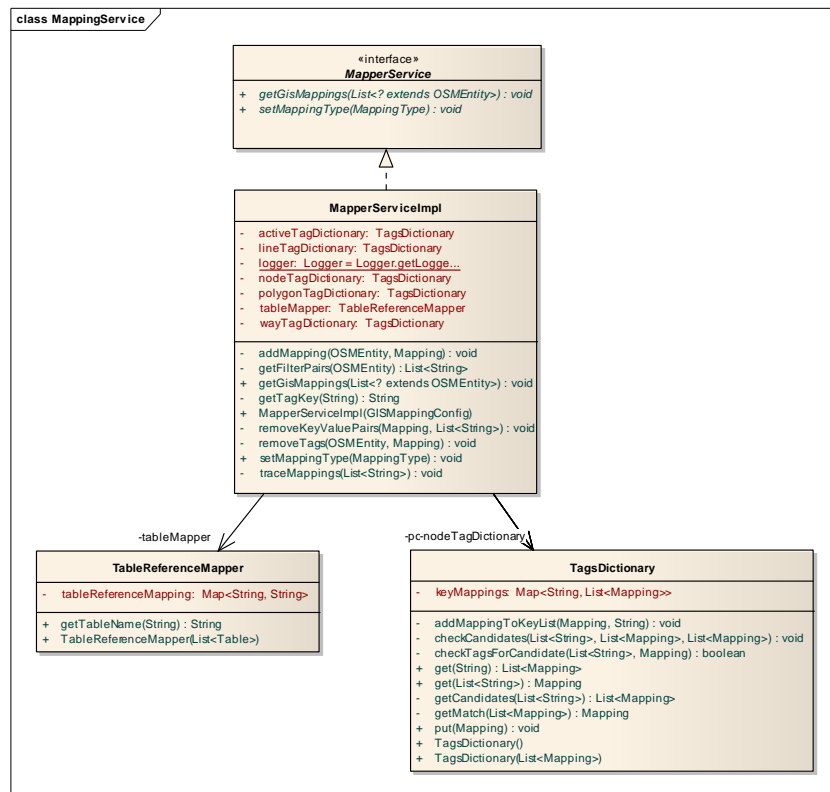 class MappingService
«interface»
MapperService
+ getGisMappings(List<? extends OSMEntity>) : void
+ setMappingType(MappingType) : void
MapperServiceImpl
- activeTagDictionary: TagsDictionary
- lineTagDictionary: TagsDictionary
- logger: Logger = Logger.getLogge...
- nodeTagDictionary: TagsDictionary
- polygonTagDictionary: TagsDictionary
- tableMapper: TableReferenceMapper
- wayTagDictionary: TagsDictionary
- addMapping(OSMEntity, Mapping) : void
- getFilterPairs(OSMEntity) : List<String>
+ getGisMappings(List<? extends OSMEntity>) : void
- getTagKey(String) : String
+ MapperServiceImpl(GISMappingConfig)
- removeKeyValuePairs(Mapping, List<String>) : void
- removeTags(OSMEntity, Mapping) : void
+ setMappingType(MappingType) : void
- traceMappings(List<String>) : void
-tableMapper
TableReferenceMapper
- tableReferenceMapping: Map<String, String>
+ getTableName(String) : String
+ TableReferenceMapper(List<Table>)
-nodeTagDictionary
TagsDictionary
- keyMappings: Map<String, List<Mapping>>
- addMappingToKeyList(Mapping, String) : void
- checkCandidates(List<String>, List<Mapping>, List<Mapping>) : void
- checkTagsForCandidate(List<String>, Mapping) : boolean
+ get(String) : List<Mapping>
+ get(List<String>) : Mapping
- getCandidates(List<String>) : List<Mapping>
- getMatch(List<Mapping>) : Mapping
+ put(Mapping) : void
+ TagsDictionary()
+ TagsDictionary(List<Mapping>)